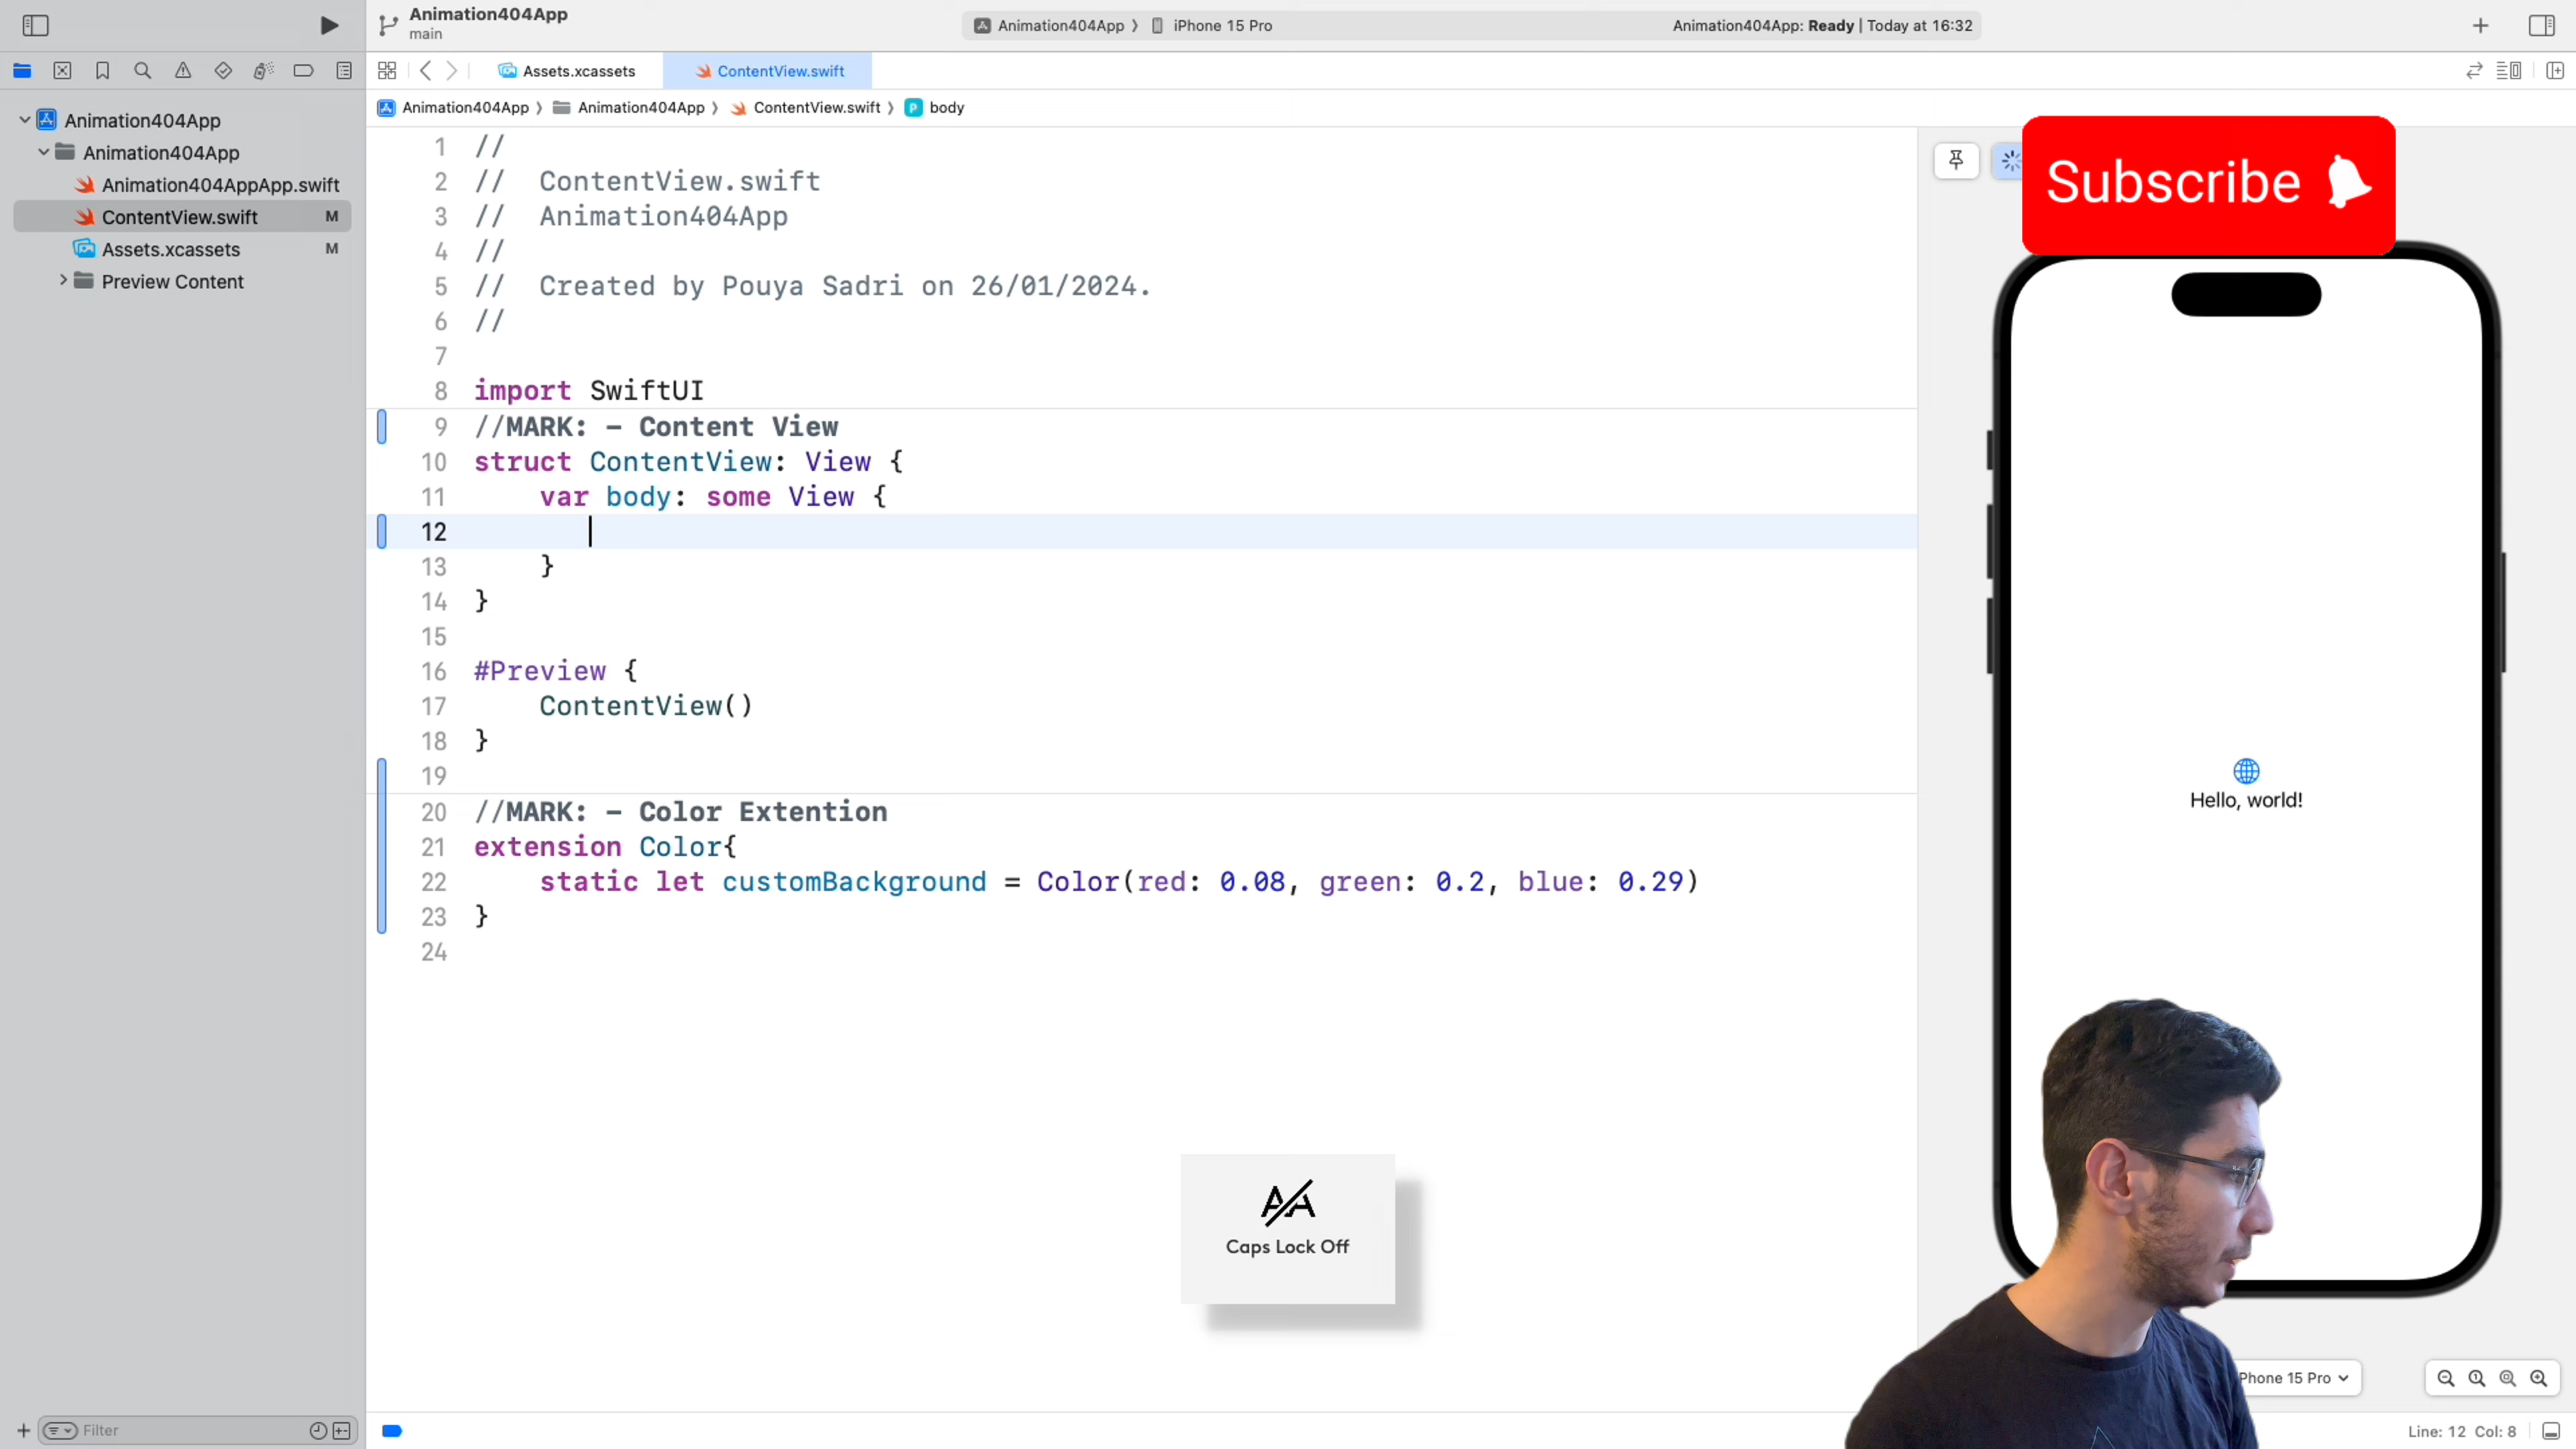 Animation404App
main
Animation404App 〉 iPhone 15 Pro
Animation404App: Ready | Today at 16:32
Assets.xcassets
ContentView.swift
Animation404App 〉 Animation404App 〉 ContentView.swift 〉 P body
Animation404App
Animation404App
Animation404AppApp.swift
ContentView.swift M
Assets.xcassets M
Preview Content
1 //
2 //  ContentView.swift
3 //  Animation404App
4 //
5 //  Created by Pouya Sadri on 26/01/2024.
6 //
7
8 import SwiftUI
9 //MARK: - Content View
10 struct ContentView: View {
11     var body: some View {
12
13     }
14 }
15
16 #Preview {
17     ContentView()
18 }
19
20 //MARK: - Color Extention
21 extension Color{
22     static let customBackground = Color(red: 0.08, green: 0.2, blue: 0.29)
23 }
24
Subscribe
Hello, world!
AA
Caps Lock Off
Phone 15 Pro
Filter
Line: 12 Col: 8